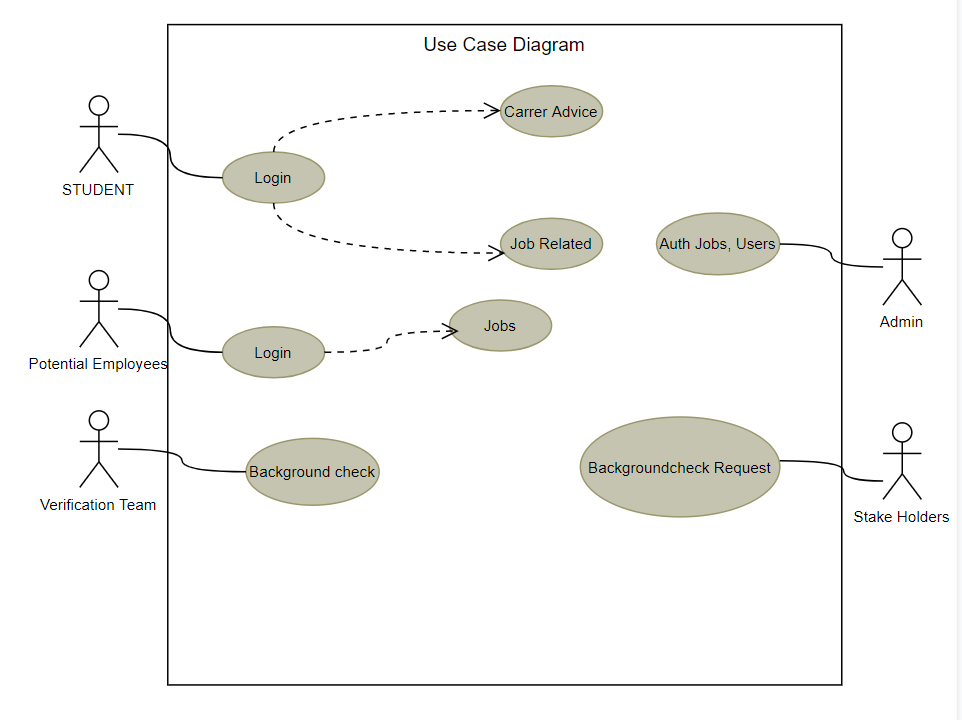 Use Case Diagram
Carrer Advice
Login
STUDENT
Job Related
Auth Jobs, Users
Admin
Jobs
Login
Potential Employees
Background check
Backgroundcheck Request
Verification Team
Stake Holders